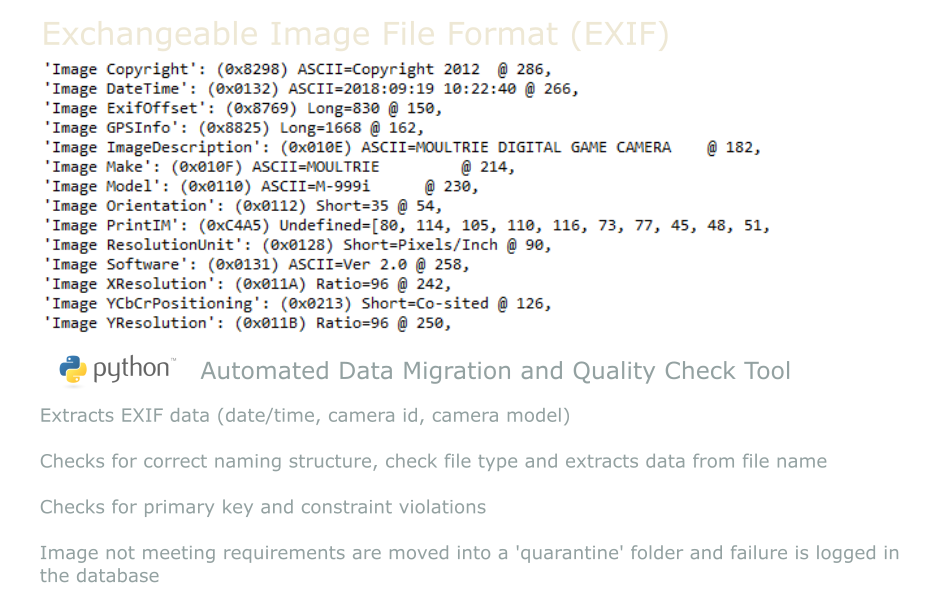 Exchangeable Image File Format (EXIF)
'Image Copyright': (0x8298) ASCII=Copyright 2012  @ 286,
'Image DateTime': (0x0132) ASCII=2018:09:19 10:22:40 @ 266,
'Image ExifOffset': (0x8769) Long=830 @ 150,
'Image GPSInfo': (0x8825) Long=1668 @ 162,
'Image ImageDescription': (0x010E) ASCII=MOULTRIE DIGITAL GAME CAMERA    @ 182,
'Image Make': (0x010F) ASCII=MOULTRIE         @ 214,
'Image Model': (0x0110) ASCII=M-999i      @ 230,
'Image Orientation': (0x0112) Short=35 @ 54,
'Image PrintIM': (0xC4A5) Undefined=[80, 114, 105, 110, 116, 73, 77, 45, 48, 51,
'Image ResolutionUnit': (0x0128) Short=Pixels/Inch @ 90,
'Image Software': (0x0131) ASCII=Ver 2.0 @ 258,
'Image XResolution': (0x011A) Ratio=96 @ 242,
'Image YCbCrPositioning': (0x0213) Short=Co-sited @ 126,
'Image YResolution': (0x011B) Ratio=96 @ 250,
python™ Automated Data Migration and Quality Check Tool
Extracts EXIF data (date/time, camera id, camera model)
Checks for correct naming structure, check file type and extracts data from file name
Checks for primary key and constraint violations
Image not meeting requirements are moved into a 'quarantine' folder and failure is logged in
the database